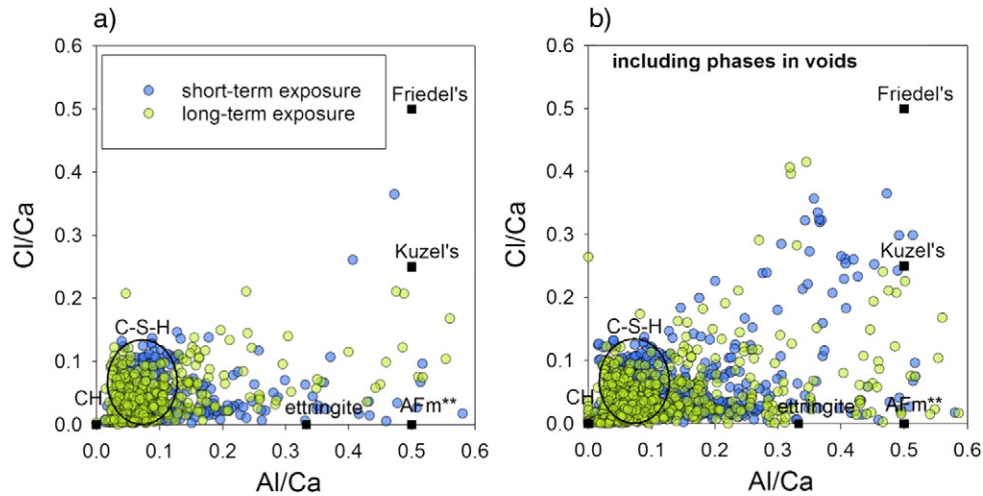 a)
0.6
0.5
0.4
0.3
0.2
0.1
0.0
Cl/Ca
short-term exposure
long-term exposure
Friedel's
Kuzel's
C-S-H
CH
ettringite
AFm**
0.0 0.1 0.2 0.3 0.4 0.5 0.6
Al/Ca
b)
0.6
0.5
0.4
0.3
0.2
0.1
0.0
Cl/Ca
including phases in voids
Friedel's
Kuzel's
C-S-H
CH
ettringite
AFm**
0.0 0.1 0.2 0.3 0.4 0.5 0.6
Al/Ca